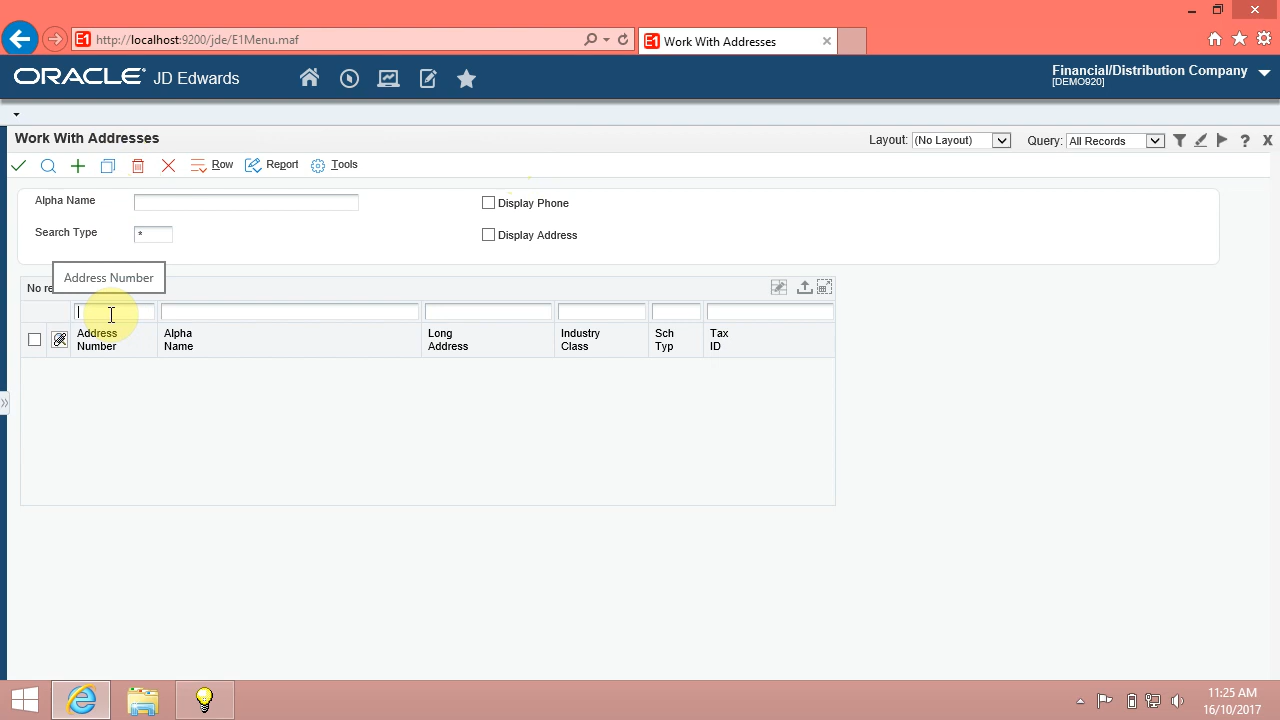 http://localhost:9200/jde/E1Menu.maf
E1 Work With Addresses
ORACLE JD Edwards
Financial/Distribution Company
[DEMO920]
Work With Addresses
Layout: (No Layout)
Query: All Records
Row
Report
Tools
Alpha Name
Display Phone
Search Type
*
Display Address
Address Number
No re
Address
Number
Alpha
Name
Long
Address
Industry
Class
Sch
Typ
Tax
ID
11:25 AM
16/10/2017